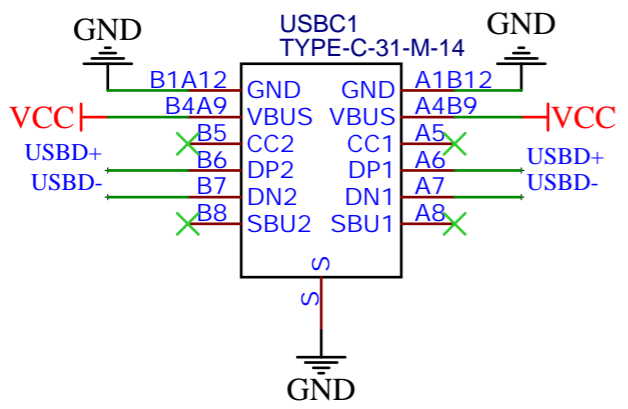 USBC1
TYPE-C-31-M-14
GND
GND
B1A12 GND GND A1B12
VCC B4A9 VBUS VBUS A4B9 VCC
B5 CC2 CC1 A5
USBD+ B6 DP2 DP1 A6 USBD+
USBD- B7 DN2 DN1 A7 USBD-
B8 SBU2 SBU1 A8
S
S
GND